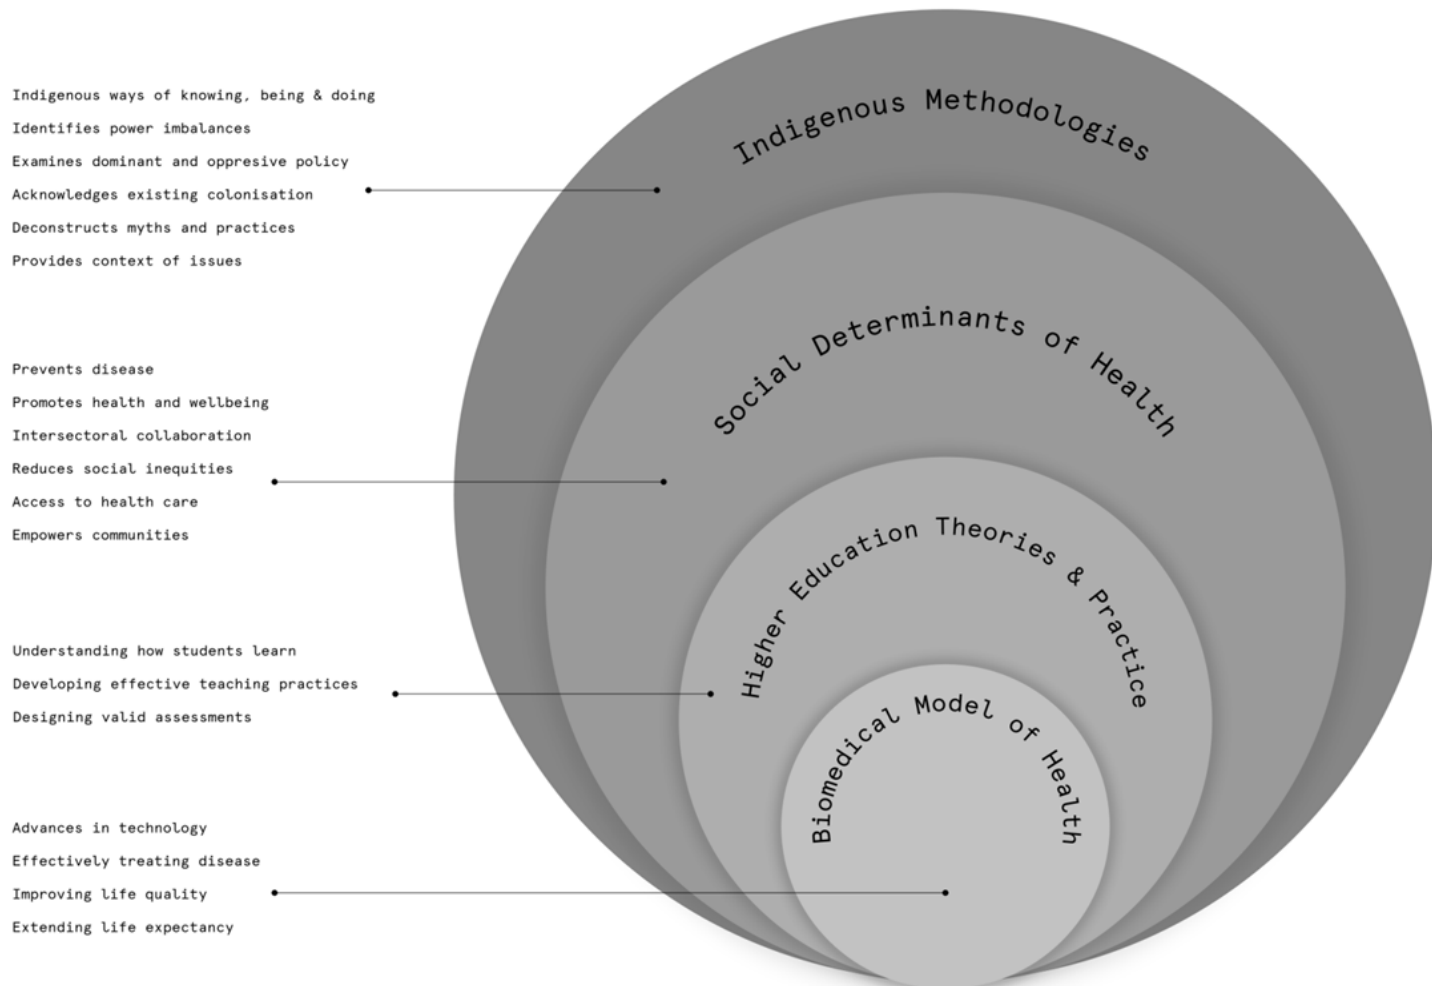 Indigenous Methodologies
Indigenous ways of knowing, being & doing
Identifies power imbalances
Examines dominant and oppresive policy
Acknowledges existing colonisation
Deconstructs myths and practices
Provides context of issues
Social Determinants of Health
Prevents disease
Promotes health and wellbeing
Intersectoral collaboration
Reduces social inequities
Access to health care
Empowers communities
Higher Education Theories & Practice
Understanding how students learn
Developing effective teaching practices
Designing valid assessments
Biomedical Model of Health
Advances in technology
Effectively treating disease
Improving life quality
Extending life expectancy